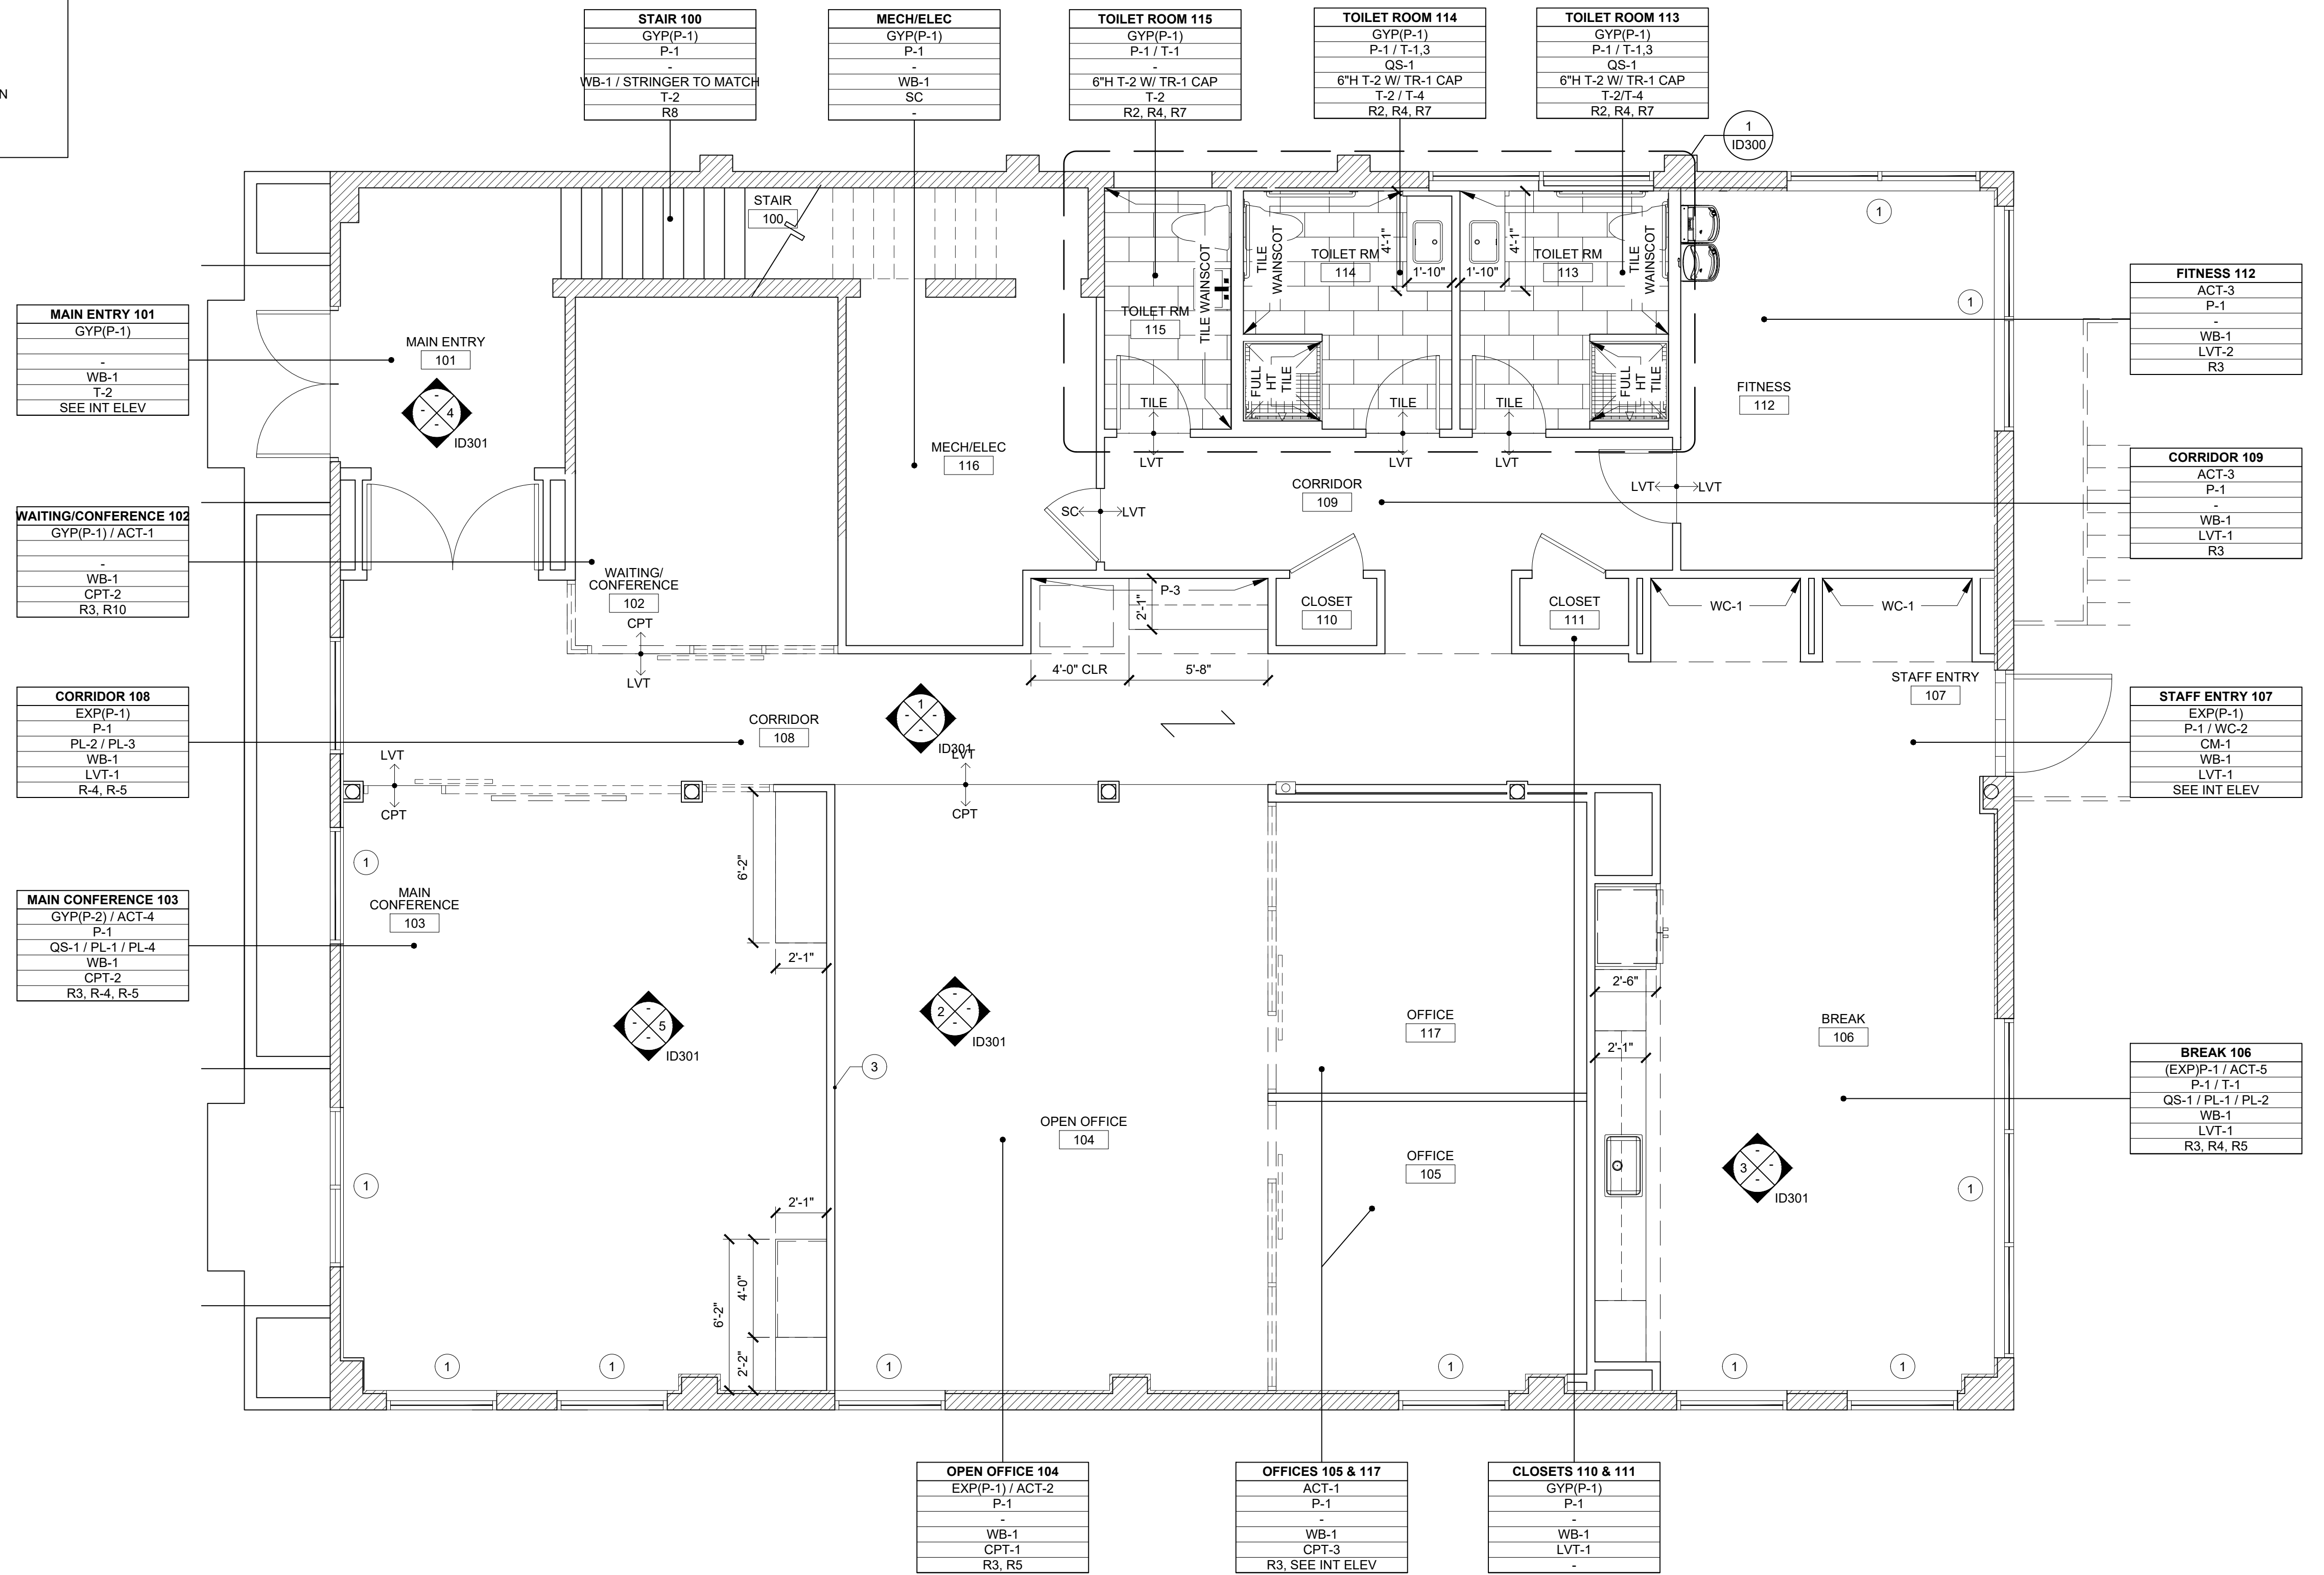 N
STAIR 100
GYP(P-1)
P-1
-
WB-1 / STRINGER TO MATCH
T-2
R8
MECH/ELEC
GYP(P-1)
P-1
-
WB-1
SC
-
TOILET ROOM 115
GYP(P-1)
P-1 / T-1
-
6"H T-2 W/ TR-1 CAP
T-2
R2, R4, R7
TOILET ROOM 114
GYP(P-1)
P-1 / T-1,3
QS-1
6"H T-2 W/ TR-1 CAP
T-2 / T-4
R2, R4, R7
TOILET ROOM 113
GYP(P-1)
P-1 / T-1,3
QS-1
6"H T-2 W/ TR-1 CAP
T-2/T-4
R2, R4, R7
1
ID300
MAIN ENTRY 101
GYP(P-1)
-
WB-1
T-2
SEE INT ELEV
WAITING/CONFERENCE 102
GYP(P-1) / ACT-1
-
WB-1
CPT-2
R3, R10
CORRIDOR 108
EXP(P-1)
P-1
PL-2 / PL-3
WB-1
LVT-1
R-4, R-5
MAIN CONFERENCE 103
GYP(P-2) / ACT-4
P-1
QS-1 / PL-1 / PL-4
WB-1
CPT-2
R3, R-4, R-5
STAIR
100
MAIN ENTRY
101
-
-
4
-
ID301
MECH/ELEC
116
TOILET RM
115
TILE WAINSCOT
TILE
WAINSCOT
TOILET RM
114
4'-1"
1'-10"
1'-10"
4'-1"
TOILET RM
113
TILE
WAINSCOT
FULL
HT
TILE
FULL
HT
TILE
TILE
LVT
TILE
LVT
TILE
LVT
1
1
FITNESS
112
CORRIDOR
109
SC
LVT
LVT
LVT
WAITING/
CONFERENCE
102
CPT
LVT
P-3
2'-1"
4'-0" CLR
5'-8"
CLOSET
110
CLOSET
111
WC-1
WC-1
STAFF ENTRY
107
CORRIDOR
108
1
-
-
-
ID301
LVT
CPT
LVT
CPT
1
MAIN
CONFERENCE
103
6'-2"
2'-1"
-
-
5
-
ID301
-
2
-
-
ID301
3
OFFICE
117
2'-6"
2'-1"
BREAK
106
OPEN OFFICE
104
OFFICE
105
-
3
-
-
ID301
1
1
2'-1"
6'-2"
4'-0"
2'-2"
1
1
1
1
1
1
FITNESS 112
ACT-3
P-1
-
WB-1
LVT-2
R3
CORRIDOR 109
ACT-3
P-1
-
WB-1
LVT-1
R3
STAFF ENTRY 107
EXP(P-1)
P-1 / WC-2
CM-1
WB-1
LVT-1
SEE INT ELEV
BREAK 106
(EXP)P-1 / ACT-5
P-1 / T-1
QS-1 / PL-1 / PL-2
WB-1
LVT-1
R3, R4, R5
OPEN OFFICE 104
EXP(P-1) / ACT-2
P-1
-
WB-1
CPT-1
R3, R5
OFFICES 105 & 117
ACT-1
P-1
-
WB-1
CPT-3
R3, SEE INT ELEV
CLOSETS 110 & 111
GYP(P-1)
P-1
-
WB-1
LVT-1
-